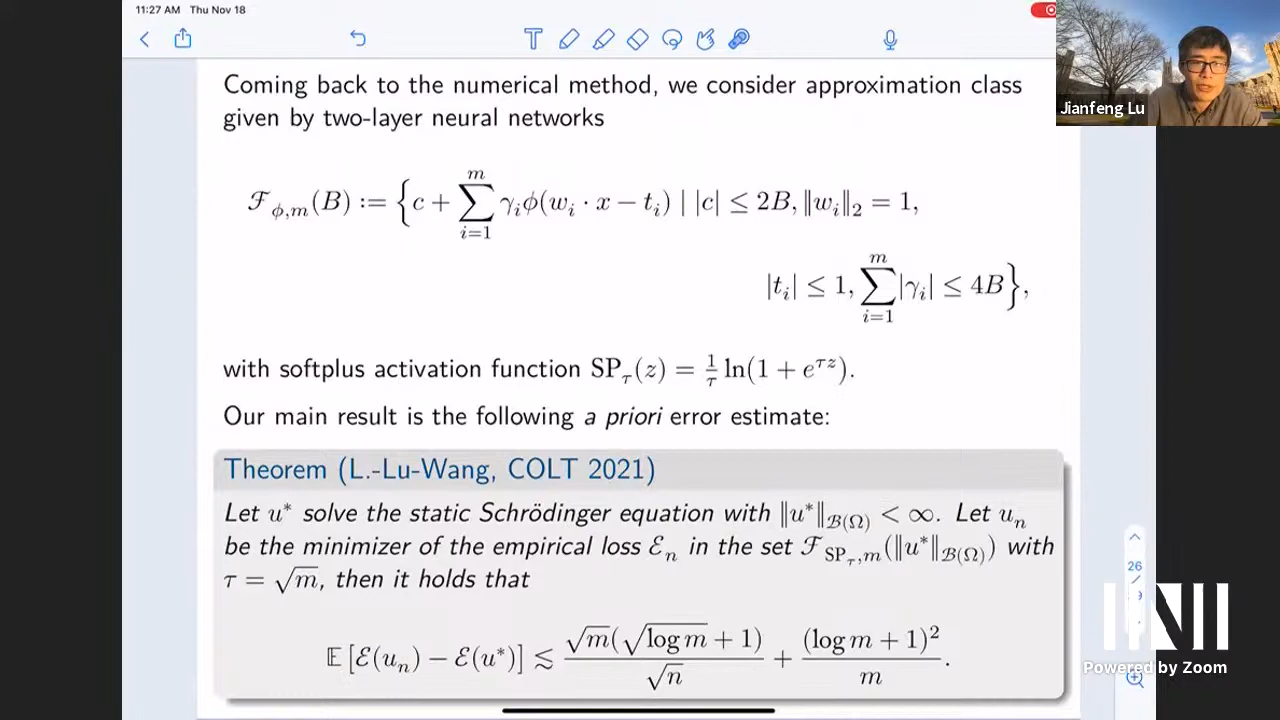 11:27 AM Thu Nov 18
Jianfeng Lu
Coming back to the numerical method, we consider approximation class
given by two-layer neural networks
ℱ_{ϕ,m}(B) := {c + ∑_{i=1}^{m} γ_i ϕ(w_i · x − t_i) | |c| ≤ 2B, ‖w_i‖_2 = 1,
|t_i| ≤ 1, ∑_{i=1}^{m} |γ_i| ≤ 4B},
with softplus activation function SP_τ(z) = 1/τ ln(1 + e^{τz}).
Our main result is the following a priori error estimate:
Theorem (L.-Lu-Wang, COLT 2021)
Let u* solve the static Schrödinger equation with ‖u*‖_{ℬ(Ω)} < ∞. Let u_n
be the minimizer of the empirical loss ℰ_n in the set ℱ_{SP_τ,m}(‖u*‖_{ℬ(Ω)}) with
τ = √m, then it holds that
𝔼 [ℰ(u_n) − ℰ(u*)] ≲ √m(√log m + 1)/√n + (log m + 1)²/m.
26
/
Powered by Zoom